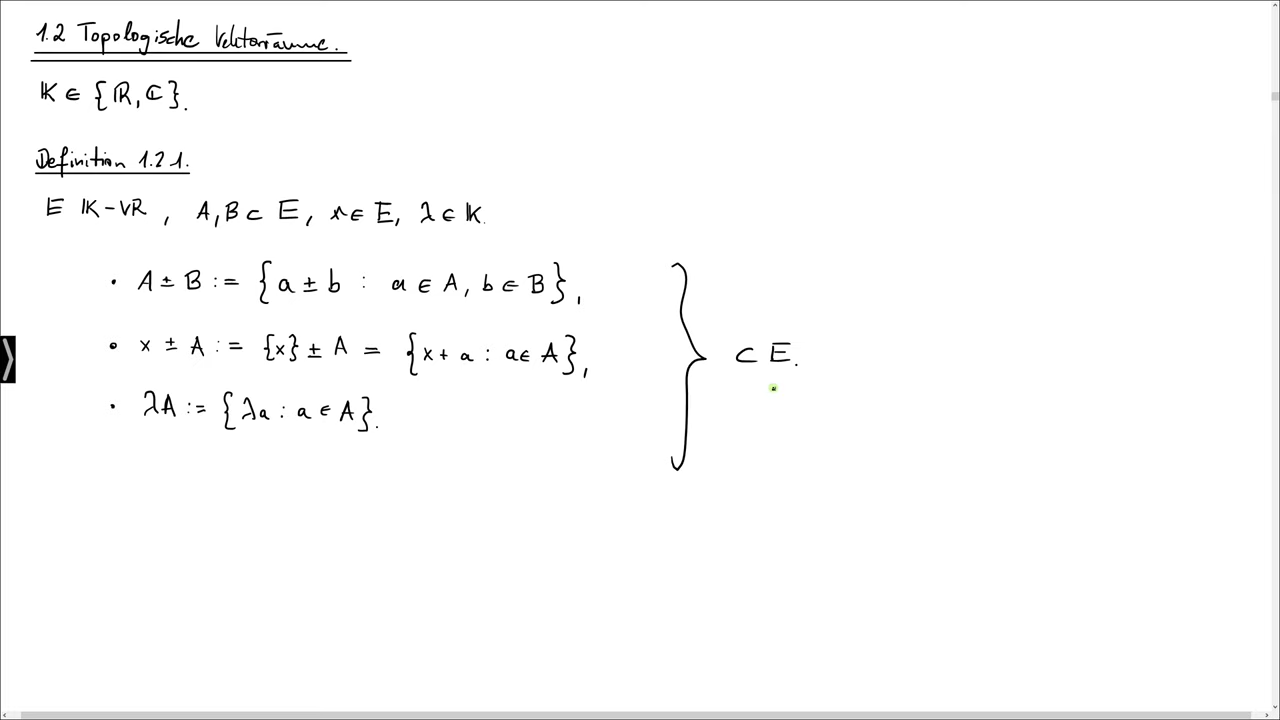 1.2 Topologische Vektorräume.
𝕂 ∈ {ℝ, ℂ}.
Definition 1.2.1.
E 𝕂-VR, A, B ⊂ E, x ∈ E, λ ∈ 𝕂.
• A ± B := {a ± b : a ∈ A, b ∈ B},
• x ± A := {x} ± A = {x + a : a ∈ A},
• λA := {λa : a ∈ A}.
⊂ E.